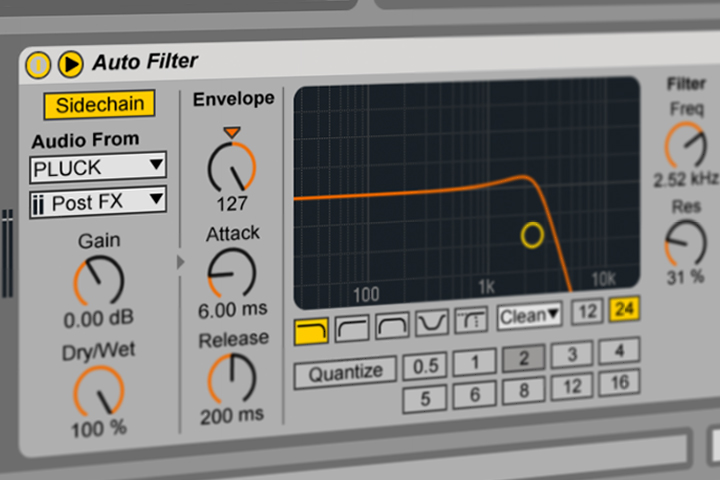 Auto Filter
Sidechain
Audio From
PLUCK
Post FX
Gain
0.00 dB
Dry/Wet
100 %
Envelope
127
Attack
6.00 ms
Release
200 ms
100 1k 10k
Clean 12 24
Quantize 0.5 1 2 3 4
5 6 8 12 16
Filter
Freq
2.52 kHz
Res
31 %